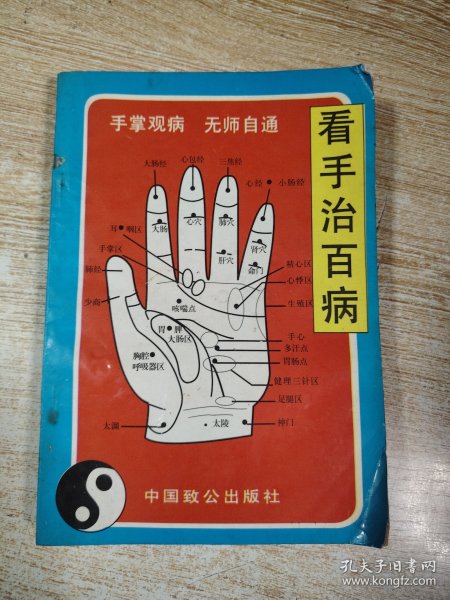 手掌观病 无师自通
看手治百病
大肠经
心包经
三焦经
心经 小肠经
耳 咽区
大肠
心穴
肺穴
手掌区
肝穴
肾穴
命门
精心区
心悸区
肺经
少商
咳喘点
生殖区
胃 脾
大肠区
手心
多汗点
胃肠点
胸腔
呼吸器区
健理三针区
足腿区
太渊
太陵
神门
中国致公出版社
孔夫子旧书网
www.kongfz.com